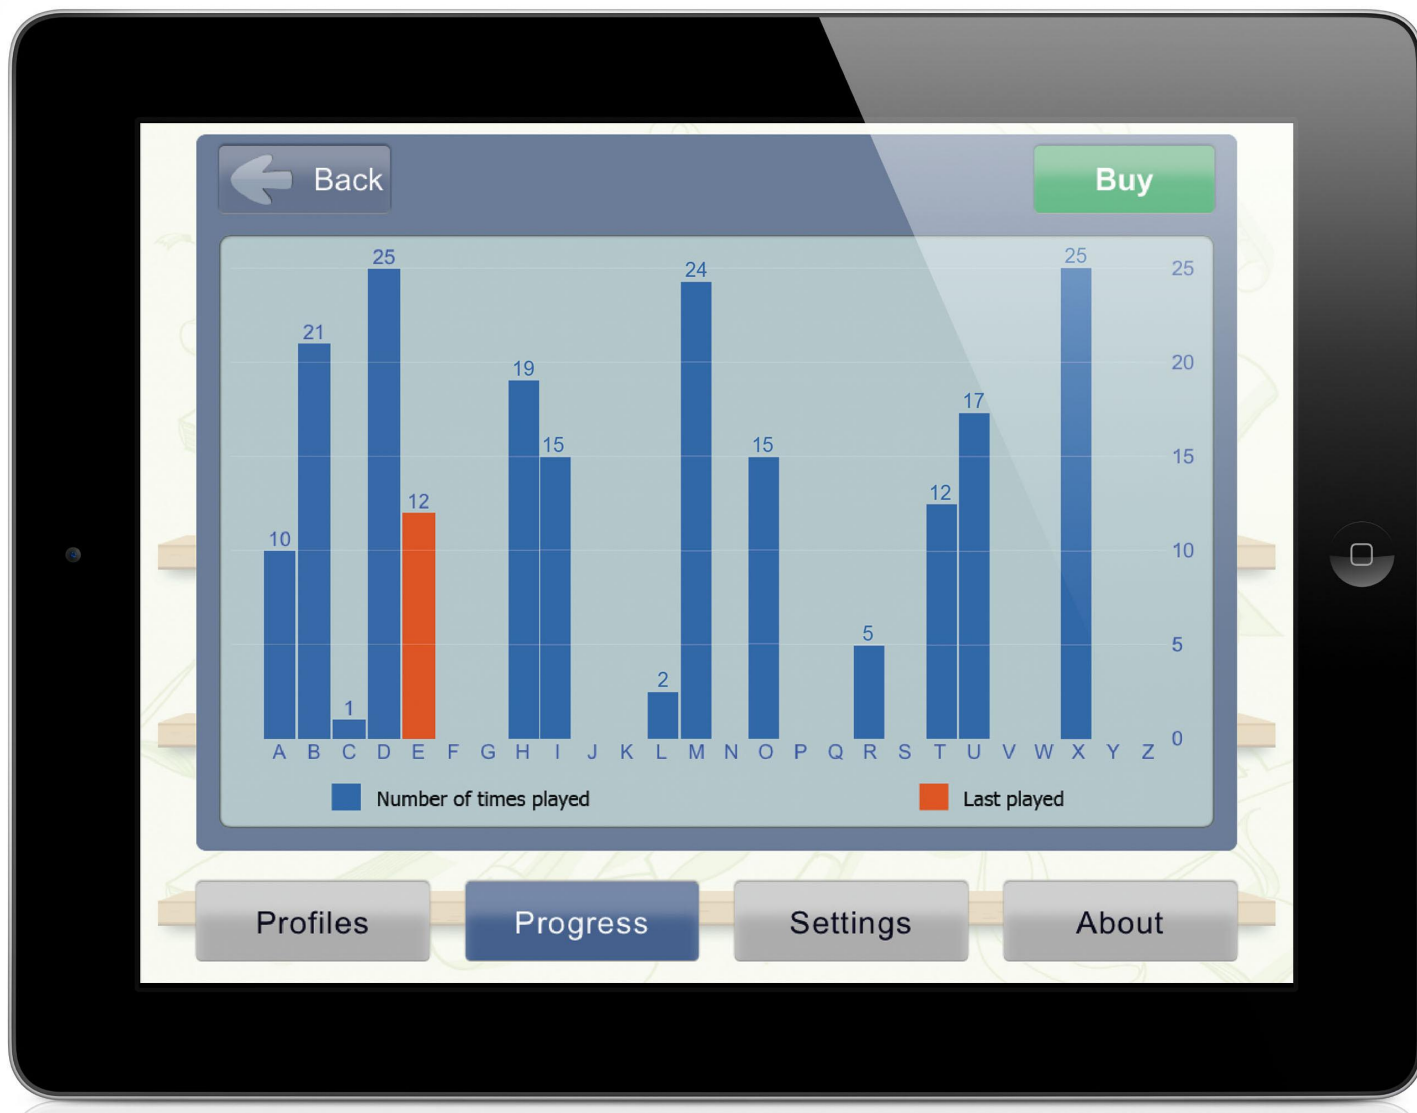 Back
Buy
25
25
24
25
21
20
19
17
15
15
15
12
12
10
10
5
5
2
1
0
A B C D E F G H I J K L M N O P Q R S T U V W X Y Z
Number of times played
Last played
Profiles
Progress
Settings
About